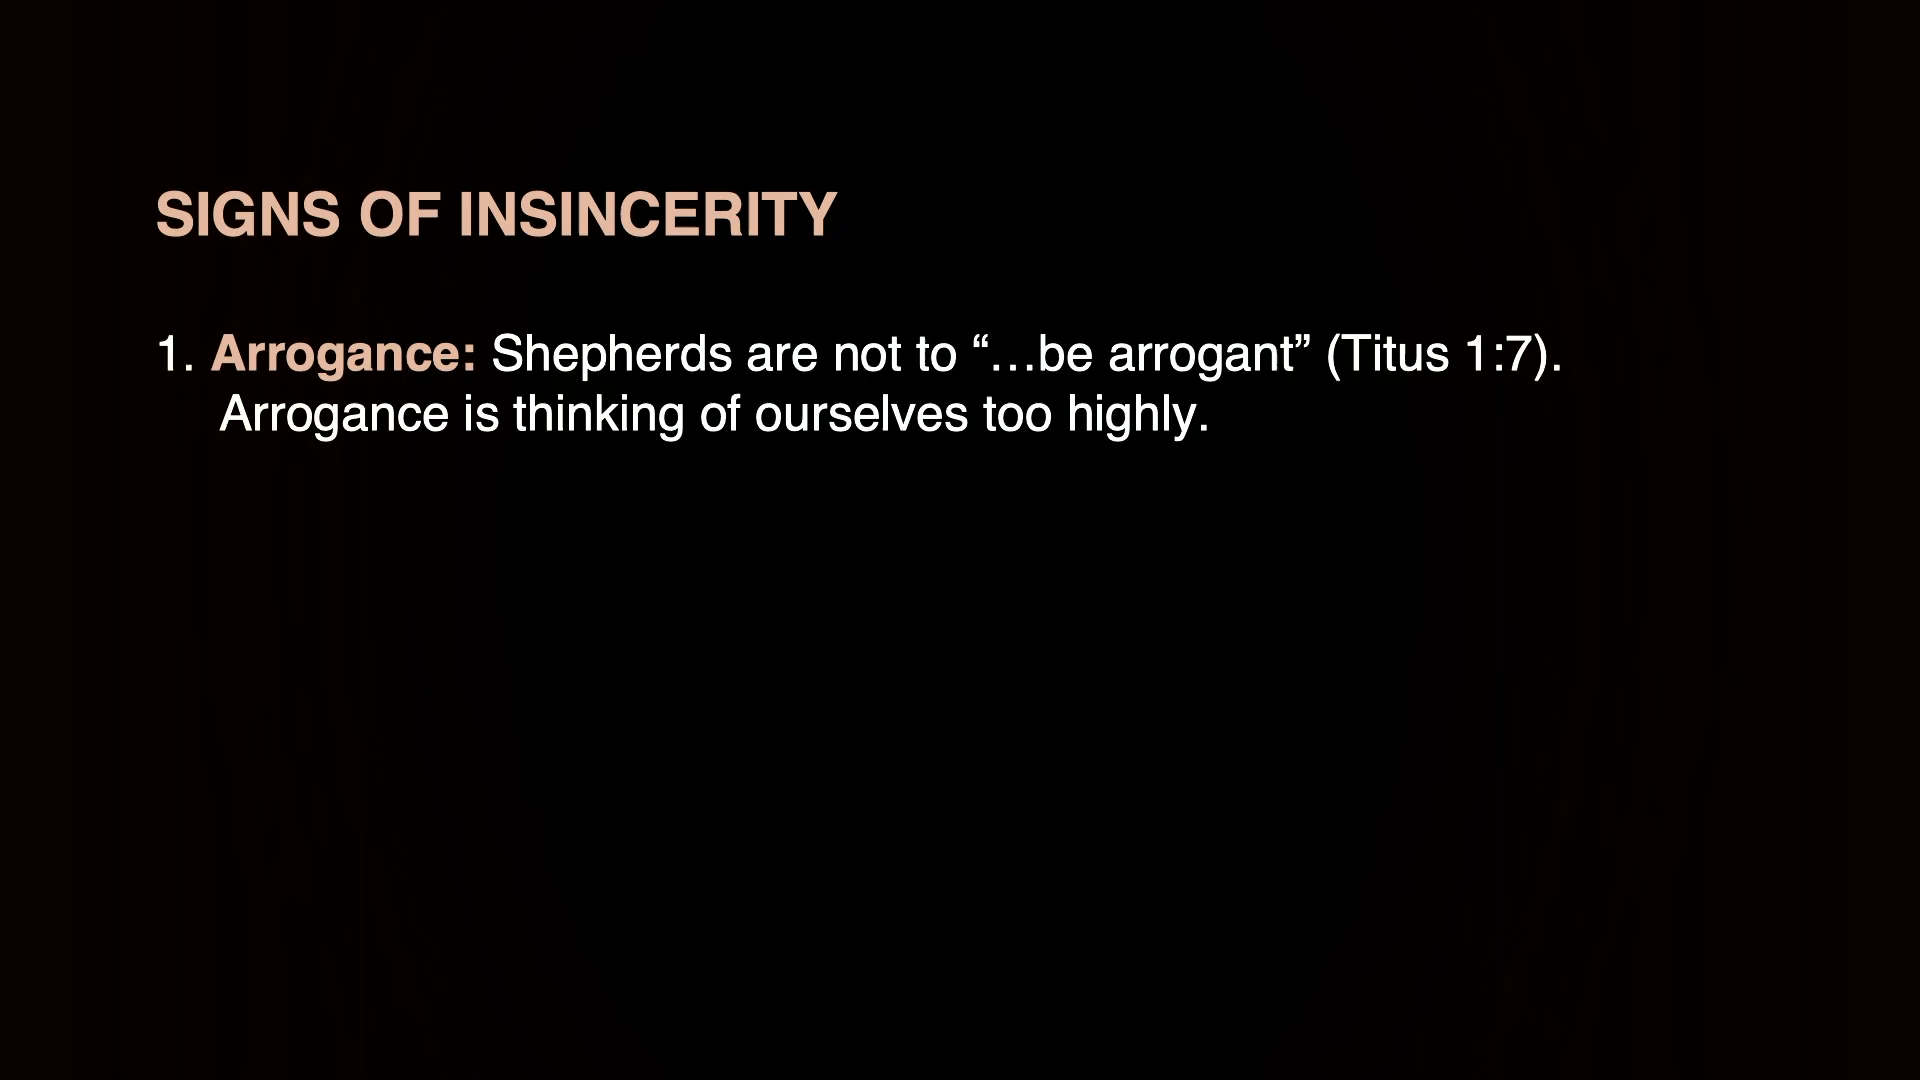 SIGNS OF INSINCERITY
1. Arrogance: Shepherds are not to “…be arrogant” (Titus 1:7).
Arrogance is thinking of ourselves too highly.